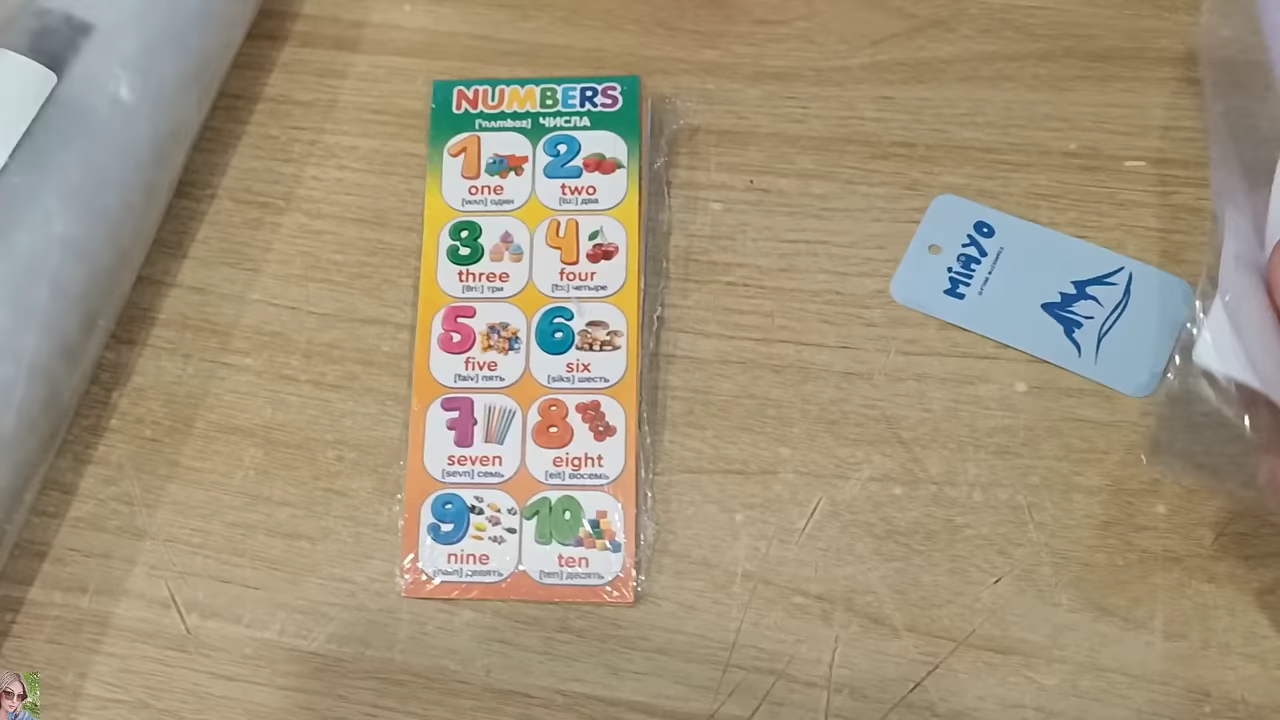 NUMBERS
['nʌmbəz] ЧИСЛА
1 2
one two
[wʌn] один [tu:] два
3 4
three four
[θri:] три [fɔ:] четыре
5 6
five six
[faiv] пять [siks] шесть
7 8
seven eight
[sevn] семь [eit] восемь
9 10
nine ten
[nain] девять [ten] десять
MiAYO